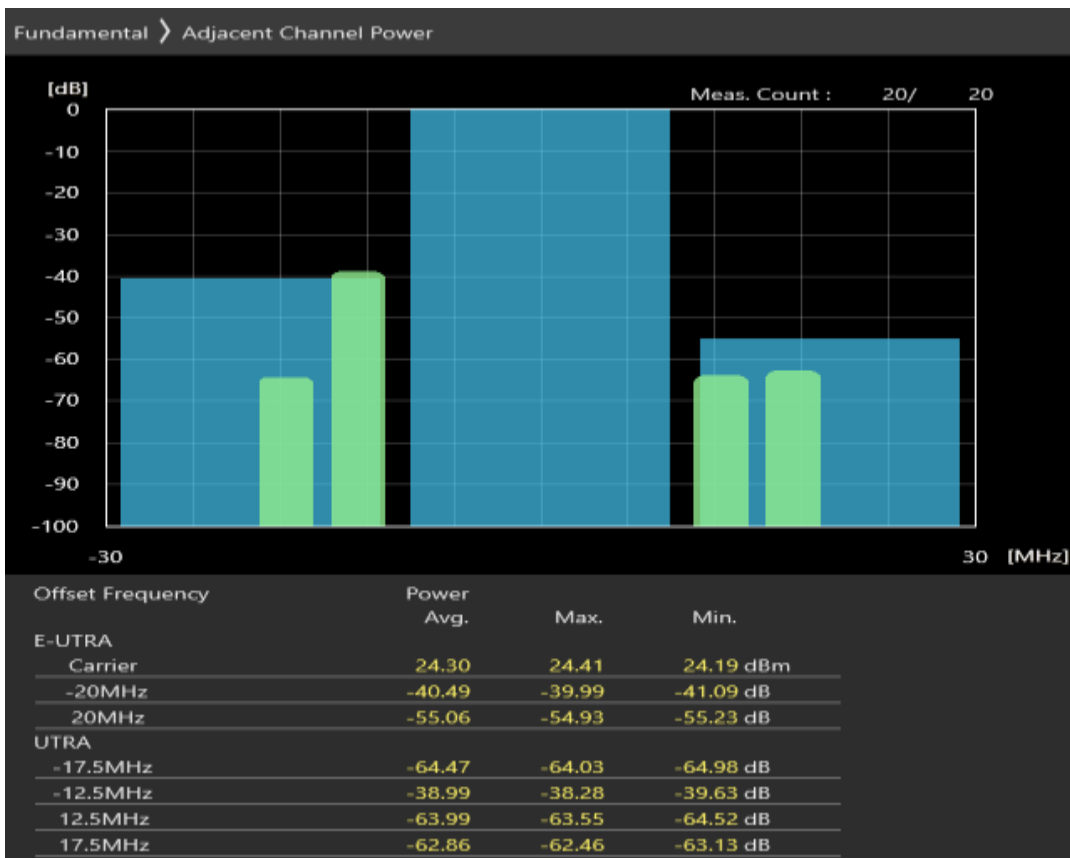 Fundamental 》 Adjacent Channel Power
[dB]
Meas. Count : 20/ 20
0
-10
-20
-30
-40
-50
-60
-70
-80
-90
-100
-30 30 [MHz]
Offset Frequency Power
Avg. Max. Min.
E-UTRA
Carrier 24.30 24.41 24.19 dBm
-20MHz -40.49 -39.99 -41.09 dB
20MHz -55.06 -54.93 -55.23 dB
UTRA
-17.5MHz -64.47 -64.03 -64.98 dB
-12.5MHz -38.99 -38.28 -39.63 dB
12.5MHz -63.99 -63.55 -64.52 dB
17.5MHz -62.86 -62.46 -63.13 dB